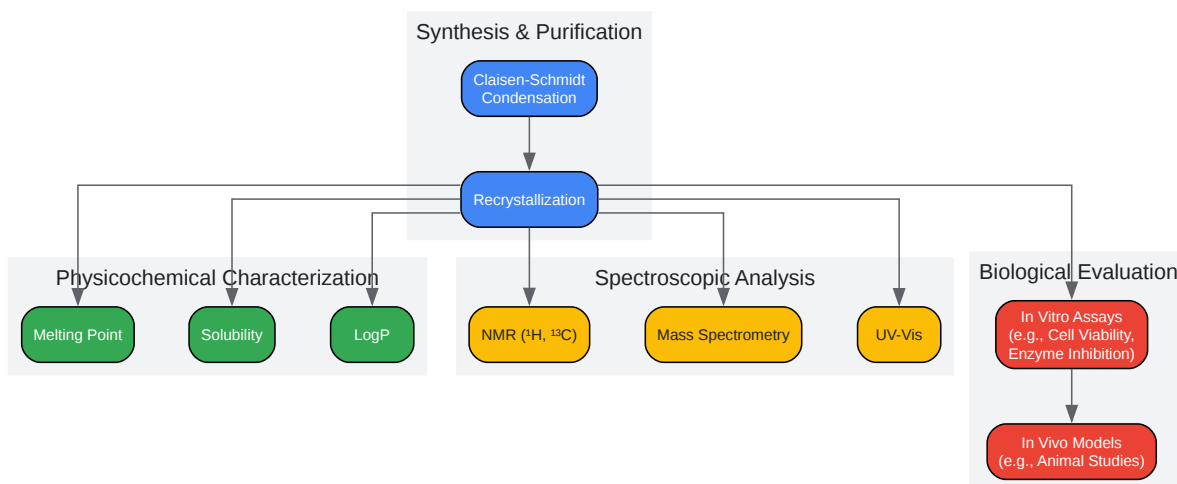 Synthesis & Purification
Claisen-Schmidt
Condensation
Recrystallization
Physicochemical Characterization
Melting Point
Solubility
LogP
Spectroscopic Analysis
NMR (¹H, ¹³C)
Mass Spectrometry
UV-Vis
Biological Evaluation
In Vitro Assays
(e.g., Cell Viability,
Enzyme Inhibition)
In Vivo Models
(e.g., Animal Studies)